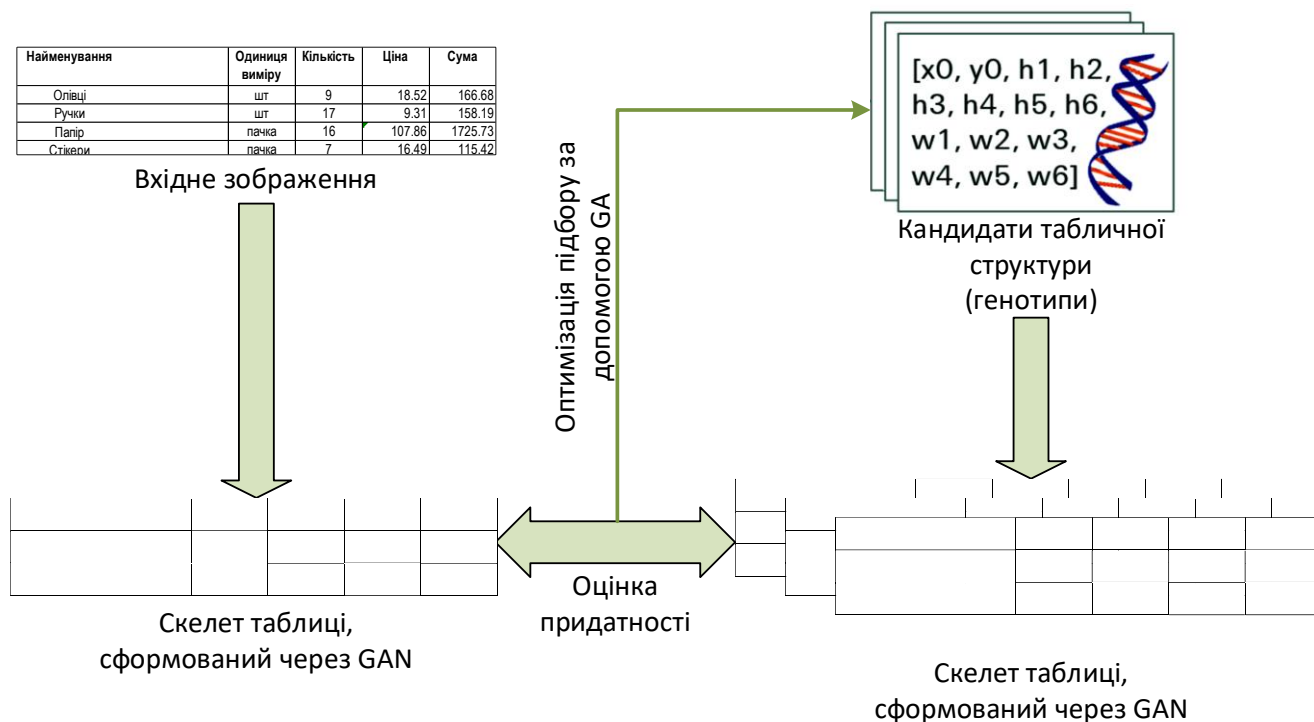 Найменування Одиниця виміру Кількість Ціна Сума
Олівці шт 9 18.52 166.68
Ручки шт 17 9.31 158.19
Папір пачка 16 107.86 1725.73
Стікери пачка 7 16.49 115.42
Вхідне зображення
Оптимізація підбору за
допомогою GA
[x0, y0, h1, h2,
h3, h4, h5, h6,
w1, w2, w3,
w4, w5, w6]
Кандидати табличної
структури
(генотипи)
Оцінка
придатності
Скелет таблиці,
сформований через GAN
Скелет таблиці,
сформований через GAN